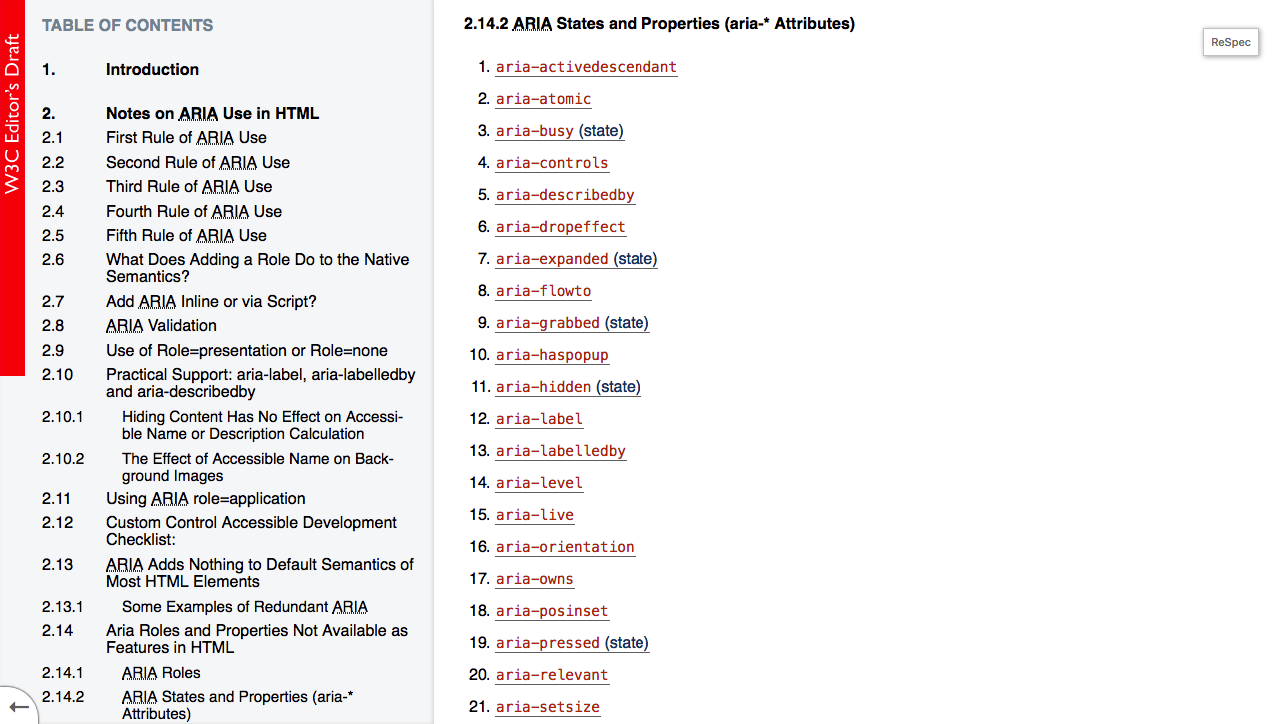 W3C Editor's Draft
TABLE OF CONTENTS
1. Introduction
2. Notes on ARIA Use in HTML
2.1 First Rule of ARIA Use
2.2 Second Rule of ARIA Use
2.3 Third Rule of ARIA Use
2.4 Fourth Rule of ARIA Use
2.5 Fifth Rule of ARIA Use
2.6 What Does Adding a Role Do to the Native
Semantics?
2.7 Add ARIA Inline or via Script?
2.8 ARIA Validation
2.9 Use of Role=presentation or Role=none
2.10 Practical Support: aria-label, aria-labelledby
and aria-describedby
2.10.1 Hiding Content Has No Effect on Accessi-
ble Name or Description Calculation
2.10.2 The Effect of Accessible Name on Back-
ground Images
2.11 Using ARIA role=application
2.12 Custom Control Accessible Development
Checklist:
2.13 ARIA Adds Nothing to Default Semantics of
Most HTML Elements
2.13.1 Some Examples of Redundant ARIA
2.14 Aria Roles and Properties Not Available as
Features in HTML
2.14.1 ARIA Roles
2.14.2 ARIA States and Properties (aria-*
Attributes)
2.14.2 ARIA States and Properties (aria-* Attributes)
1. aria-activedescendant
2. aria-atomic
3. aria-busy (state)
4. aria-controls
5. aria-describedby
6. aria-dropeffect
7. aria-expanded (state)
8. aria-flowto
9. aria-grabbed (state)
10. aria-haspopup
11. aria-hidden (state)
12. aria-label
13. aria-labelledby
14. aria-level
15. aria-live
16. aria-orientation
17. aria-owns
18. aria-posinset
19. aria-pressed (state)
20. aria-relevant
21. aria-setsize
ReSpec